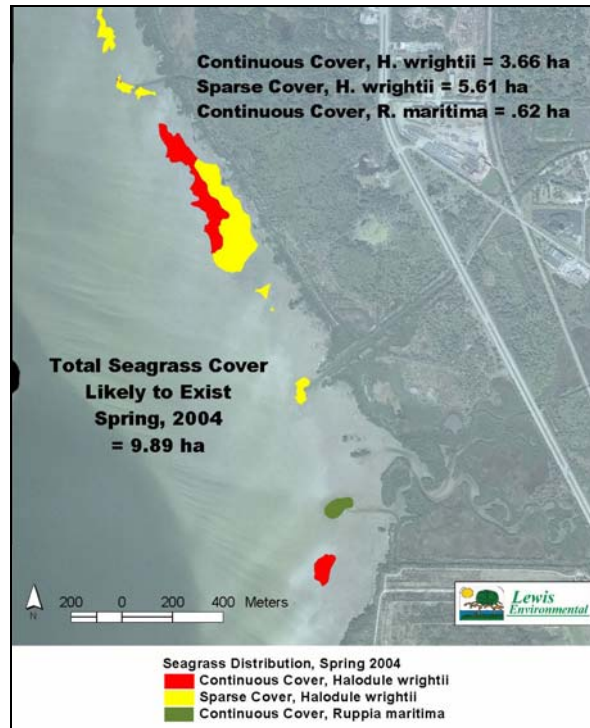 Continuous Cover, H. wrightii = 3.66 ha
Sparse Cover, H. wrightii = 5.61 ha
Continuous Cover, R. maritima = .62 ha
Total Seagrass Cover
Likely to Exist
Spring, 2004
= 9.89 ha
N
200 0 200 400 Meters
Lewis
Environmental
Seagrass Distribution, Spring 2004
Continuous Cover, Halodule wrightii
Sparse Cover, Halodule wrightii
Continuous Cover, Ruppia maritima